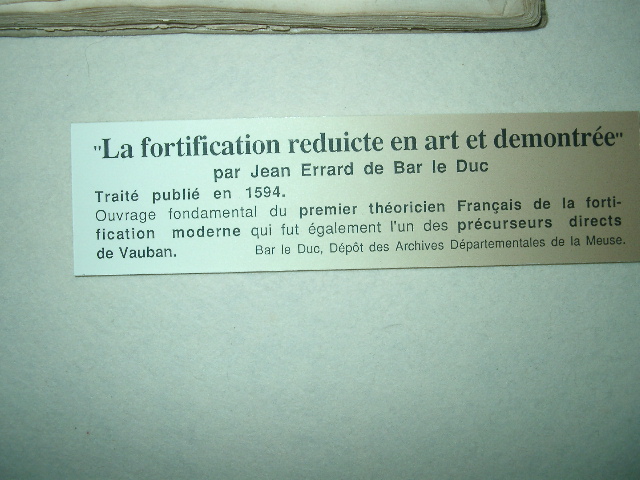 "La fortification reduicte en art et demontrée"
par Jean Errard de Bar le Duc
Traité publié en 1594.
Ouvrage fondamental du premier théoricien Français de la forti-
fication moderne qui fut également l'un des précurseurs directs
de Vauban. Bar le Duc, Dépôt des Archives Départementales de la Meuse.